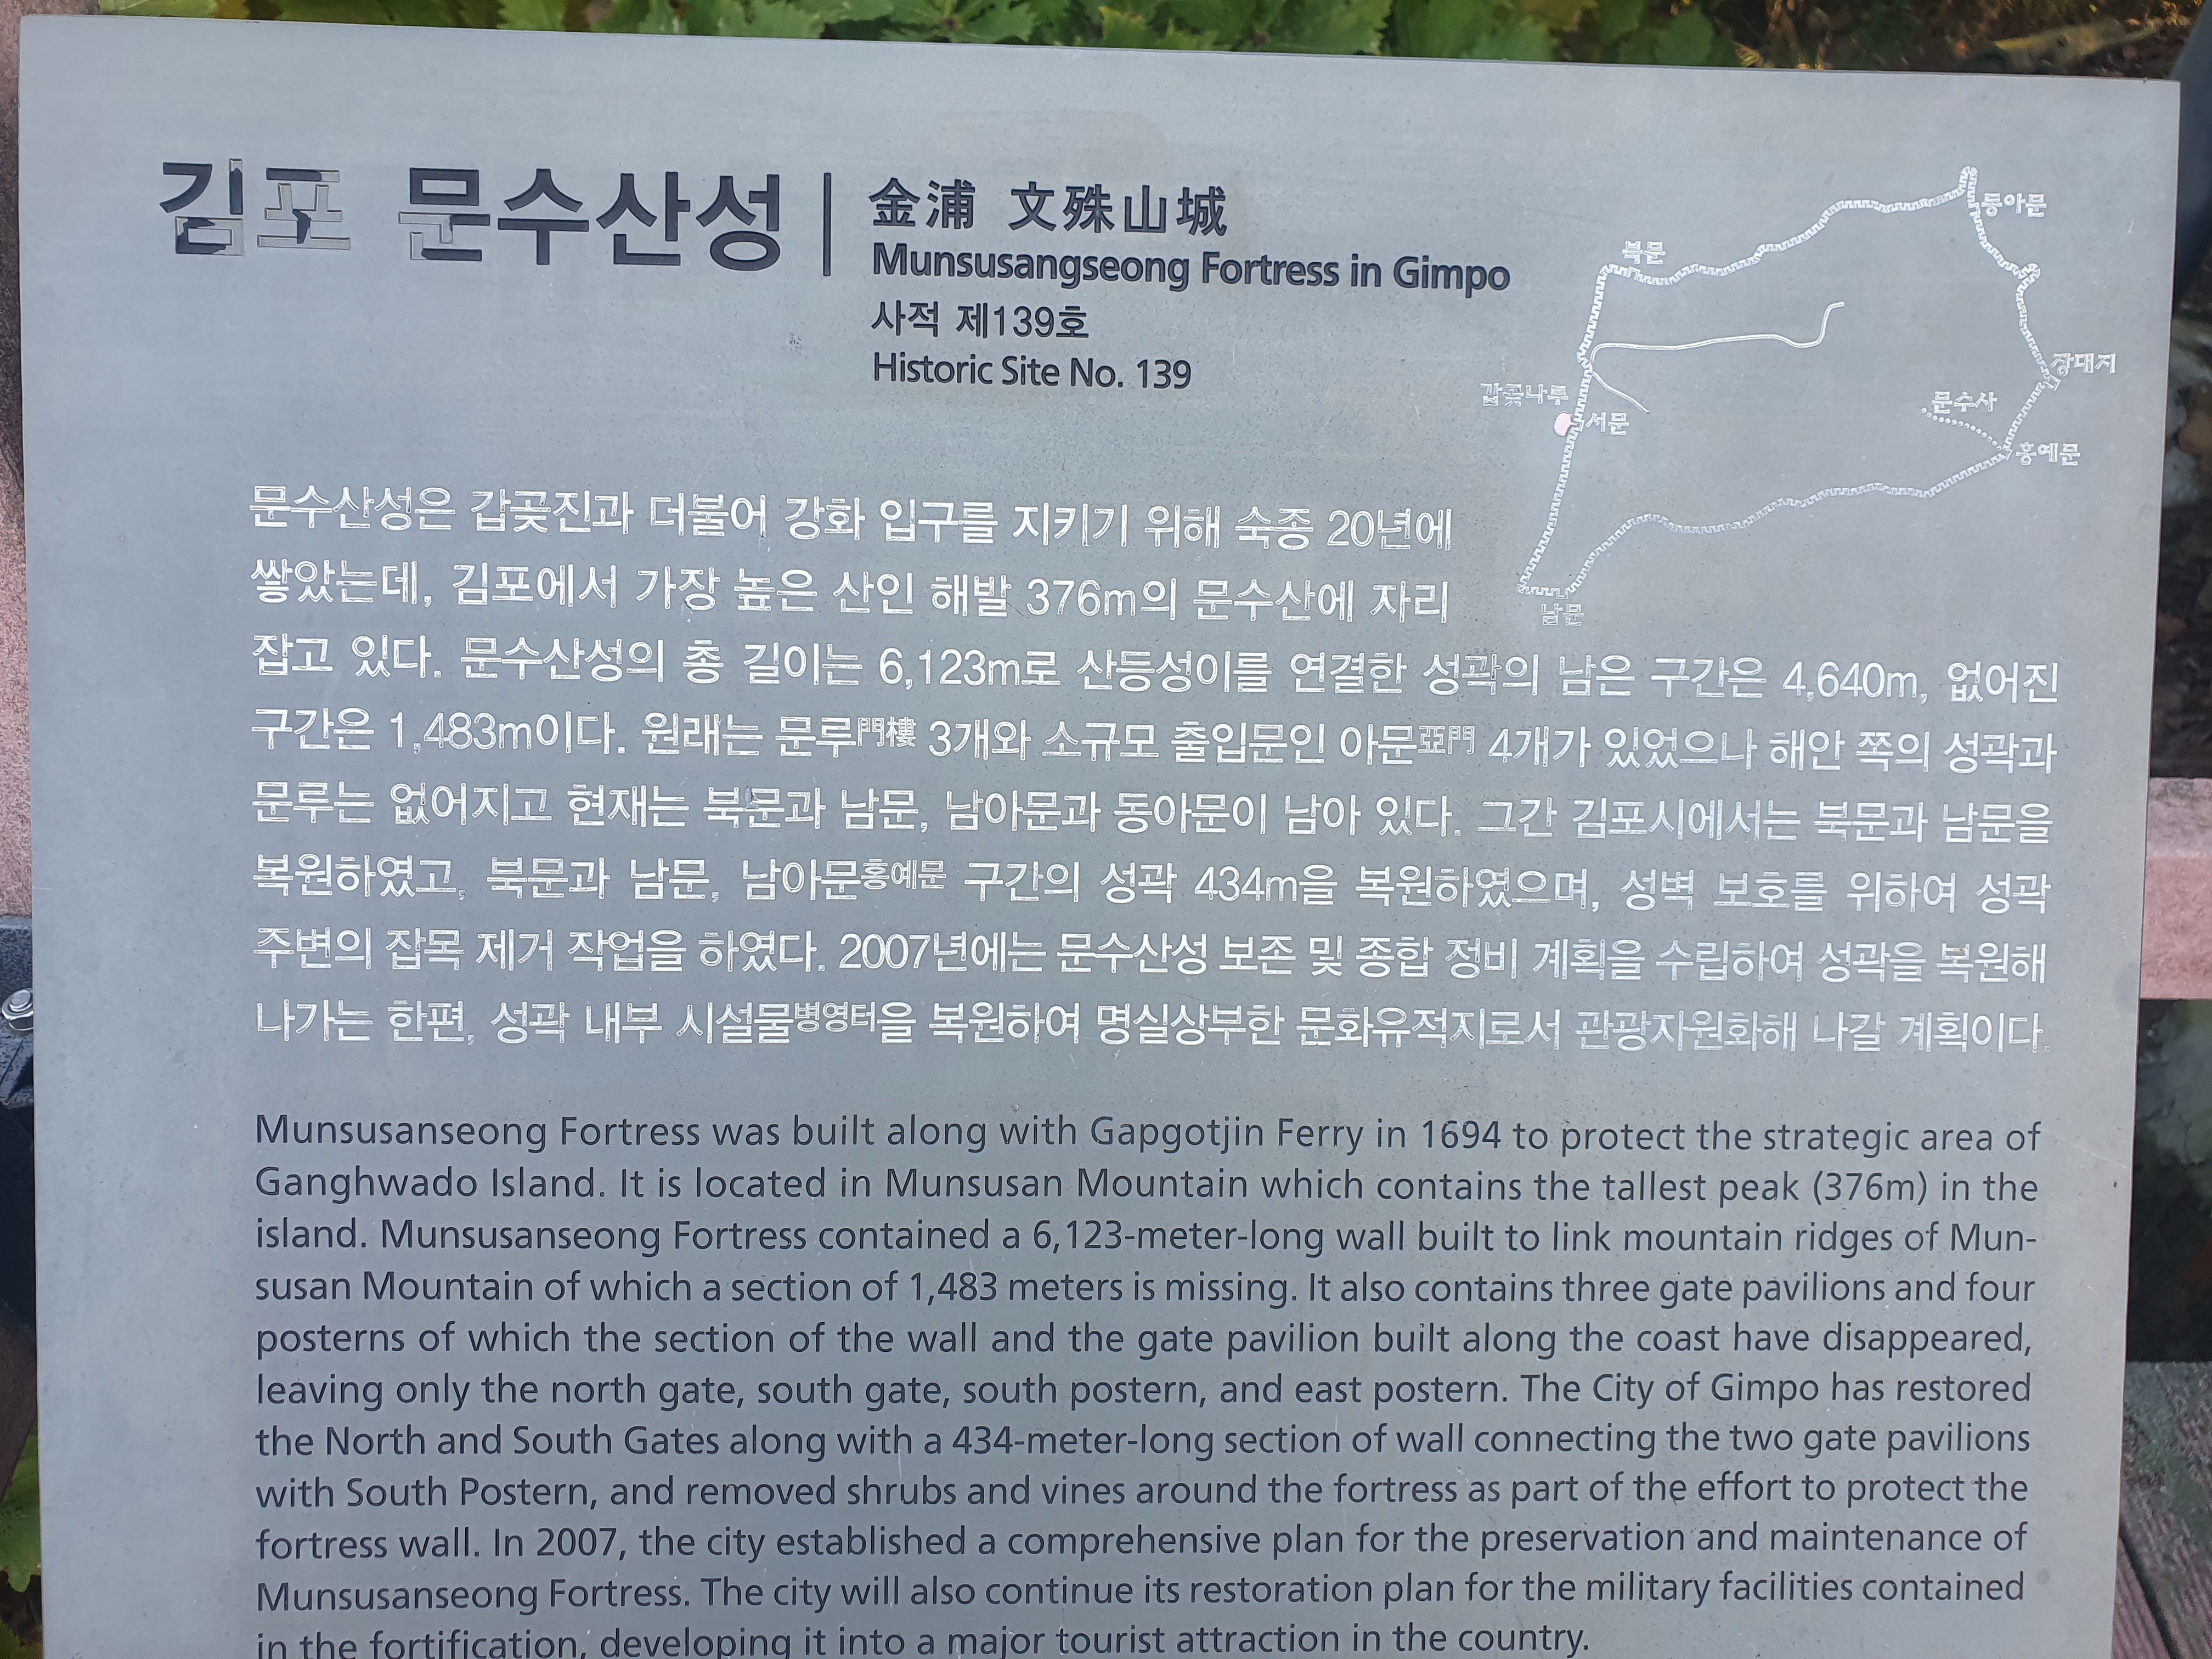 김포 문수산성
金浦 文殊山城
Munsusangseong Fortress in Gimpo
사적 제139호
Historic Site No. 139
동아문
북문
장대지
갑곶나루
문수사
서문
홍예문
남문
문수산성은 갑곶진과 더불어 강화 입구를 지키기 위해 숙종 20년에
쌓았는데, 김포에서 가장 높은 산인 해발 376m의 문수산에 자리
잡고 있다. 문수산성의 총 길이는 6,123m로 산등성이를 연결한 성곽의 남은 구간은 4,640m, 없어진
구간은 1,483m이다. 원래는 문루門樓 3개와 소규모 출입문인 아문亞門 4개가 있었으나 해안 쪽의 성곽과
문루는 없어지고 현재는 북문과 남문, 남아문과 동아문이 남아 있다. 그간 김포시에서는 북문과 남문을
복원하였고, 북문과 남문, 남아문홍예문 구간의 성곽 434m을 복원하였으며, 성벽 보호를 위하여 성곽
주변의 잡목 제거 작업을 하였다. 2007년에는 문수산성 보존 및 종합 정비 계획을 수립하여 성곽을 복원해
나가는 한편, 성곽 내부 시설물병영터을 복원하여 명실상부한 문화유적지로서 관광자원화해 나갈 계획이다.
Munsusanseong Fortress was built along with Gapgotjin Ferry in 1694 to protect the strategic area of
Ganghwado Island. It is located in Munsusan Mountain which contains the tallest peak (376m) in the
island. Munsusanseong Fortress contained a 6,123-meter-long wall built to link mountain ridges of Mun-
susan Mountain of which a section of 1,483 meters is missing. It also contains three gate pavilions and four
posterns of which the section of the wall and the gate pavilion built along the coast have disappeared,
leaving only the north gate, south gate, south postern, and east postern. The City of Gimpo has restored
the North and South Gates along with a 434-meter-long section of wall connecting the two gate pavilions
with South Postern, and removed shrubs and vines around the fortress as part of the effort to protect the
fortress wall. In 2007, the city established a comprehensive plan for the preservation and maintenance of
Munsusanseong Fortress. The city will also continue its restoration plan for the military facilities contained
in the fortification, developing it into a major tourist attraction in the country.